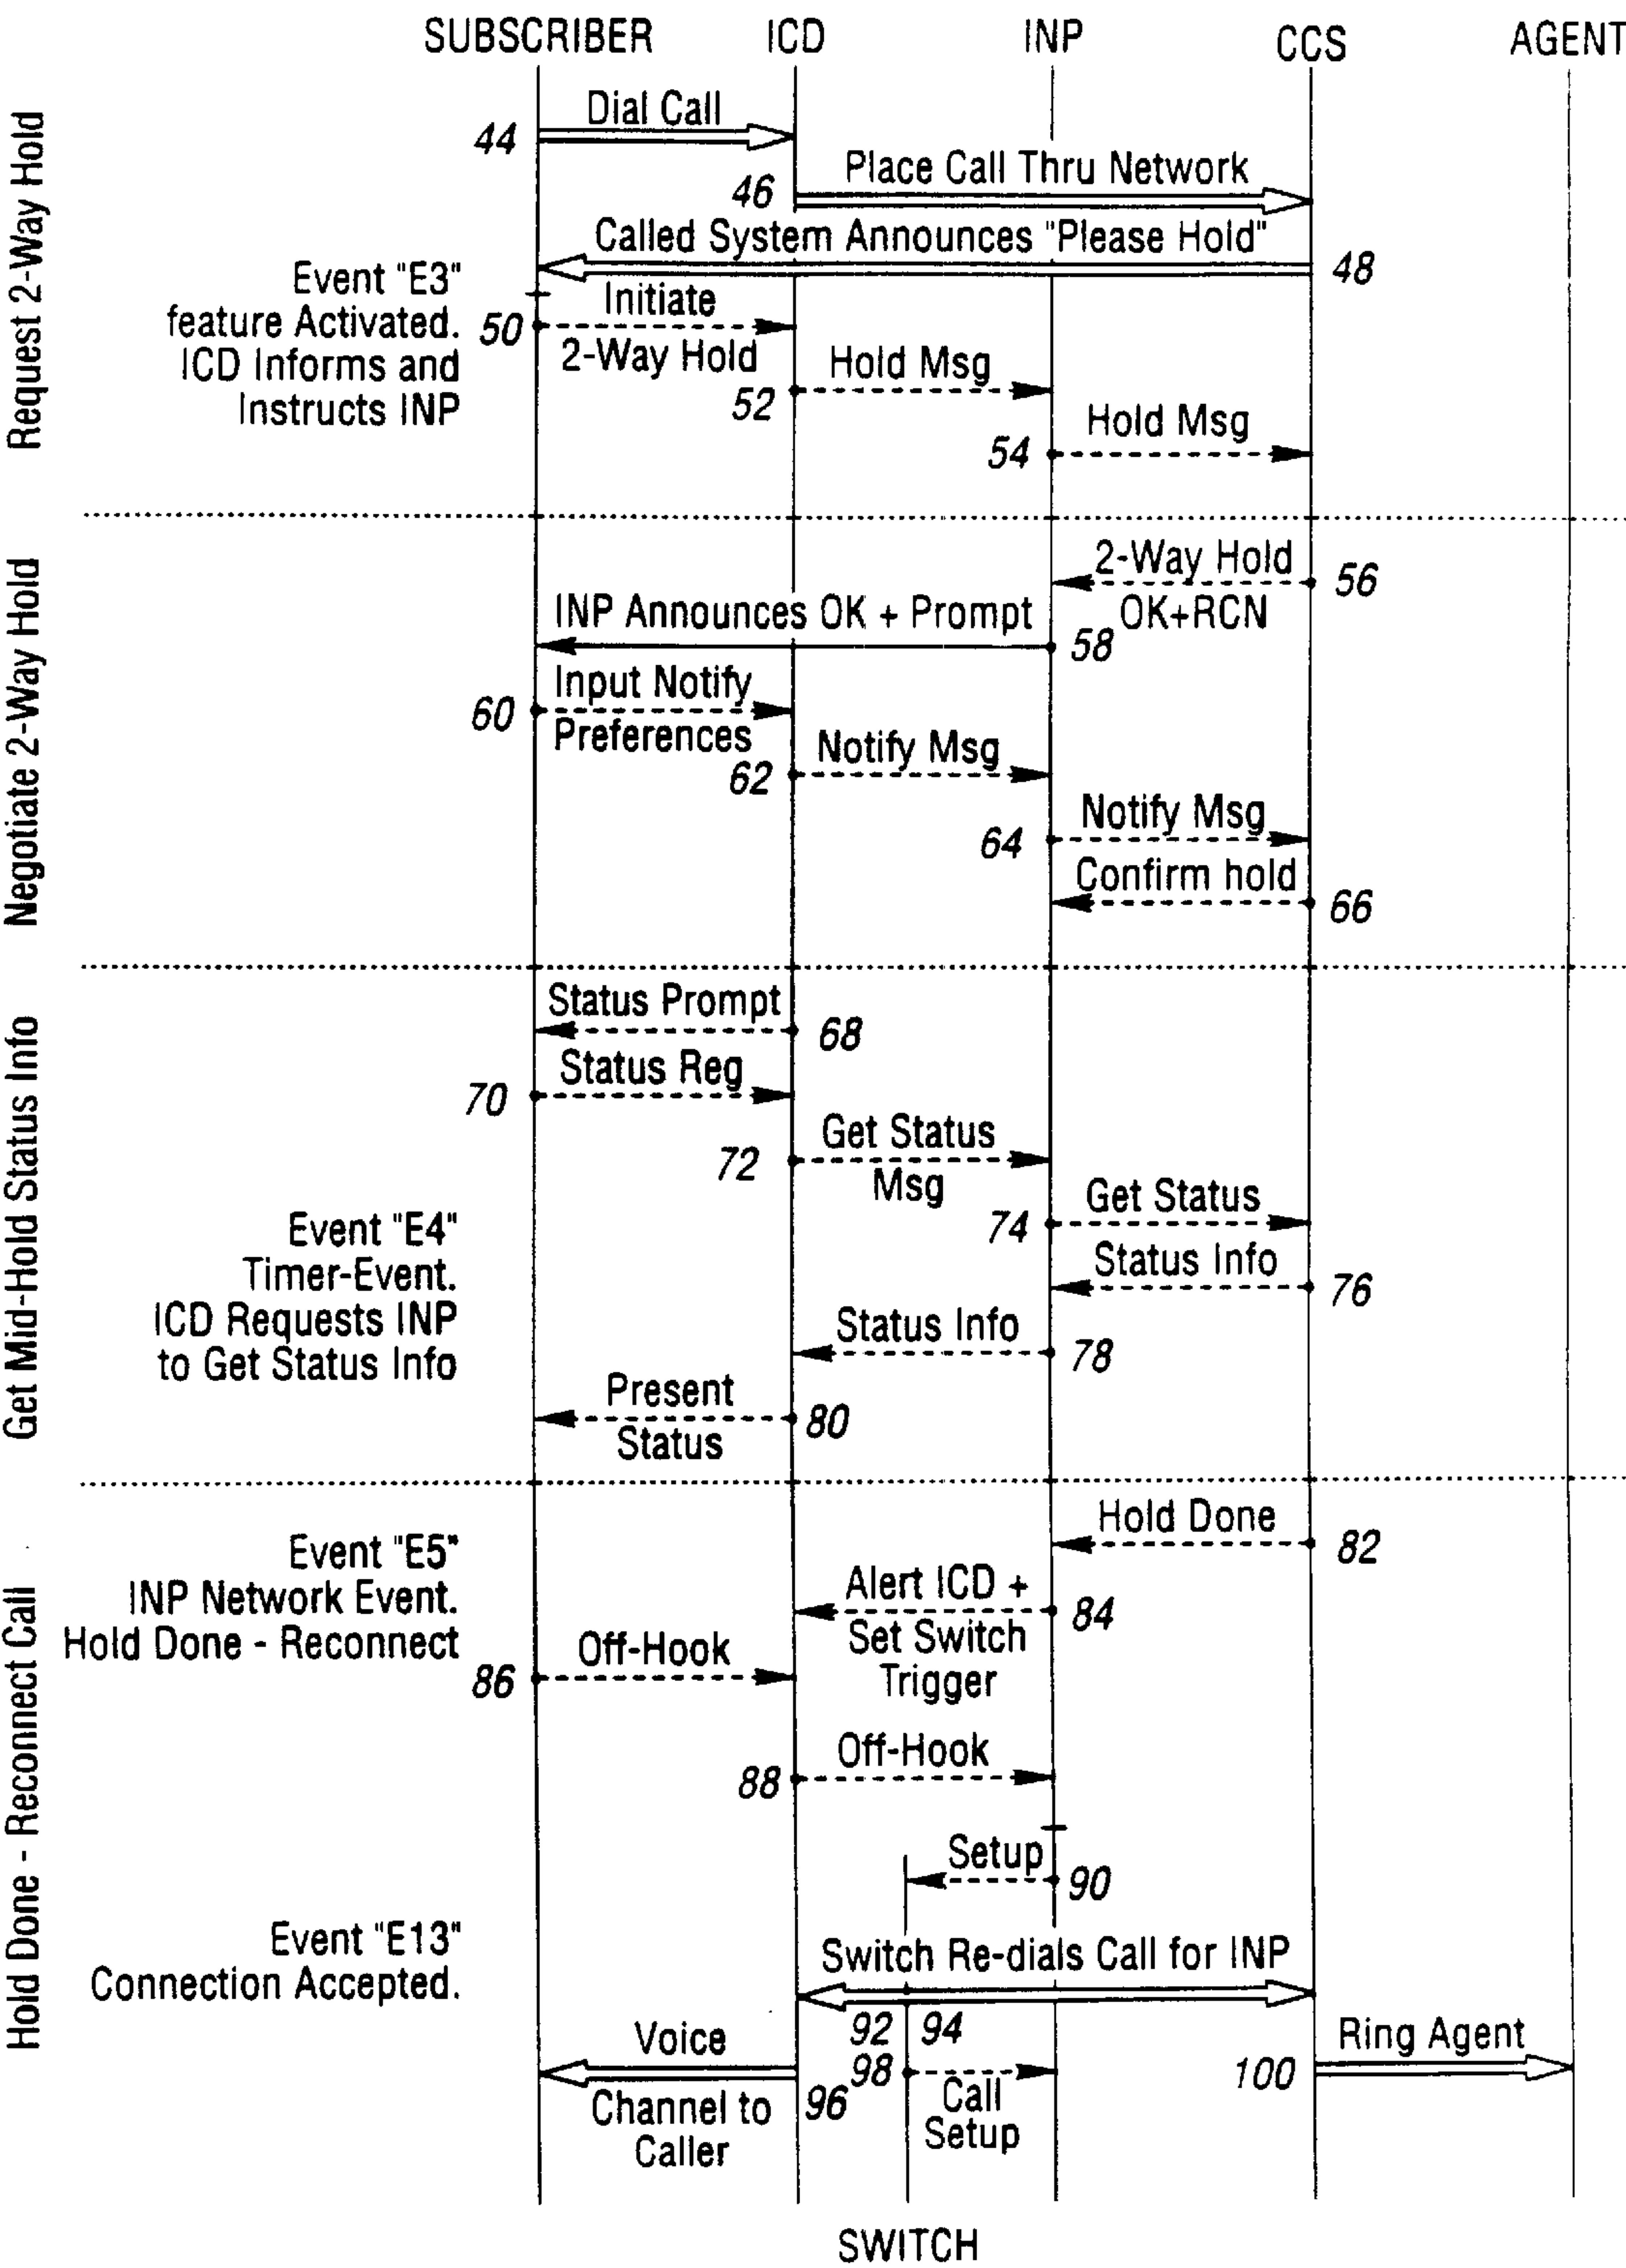 SUBSCRIBER ICD INP CCS AGENT
Request 2-Way Hold
Dial Call
44
Place Call Thru Network
46
Called System Announces "Please Hold"
48
Event "E3"
feature Activated.
ICD Informs and
Instructs INP
50
Initiate
2-Way Hold
52
Hold Msg
54
Hold Msg
Negotiate 2-Way Hold
2-Way Hold
OK+RCN
56
INP Announces OK + Prompt
58
Input Notify
Preferences
60
Notify Msg
62
Notify Msg
64
Confirm hold
66
Get Mid-Hold Status Info
Status Prompt
68
Status Reg
70
Get Status
Msg
72
Get Status
74
Event "E4"
Timer-Event.
ICD Requests INP
to Get Status Info
Status Info
76
Status Info
78
Present
Status
80
Hold Done - Reconnect Call
Hold Done
82
Event "E5"
INP Network Event.
Hold Done - Reconnect
Alert ICD +
Set Switch
Trigger
84
Off-Hook
86
Off-Hook
88
Setup
90
Event "E13"
Connection Accepted.
Switch Re-dials Call for INP
92 94
Voice
Channel to
Caller
96
98
Call
Setup
Ring Agent
100
SWITCH